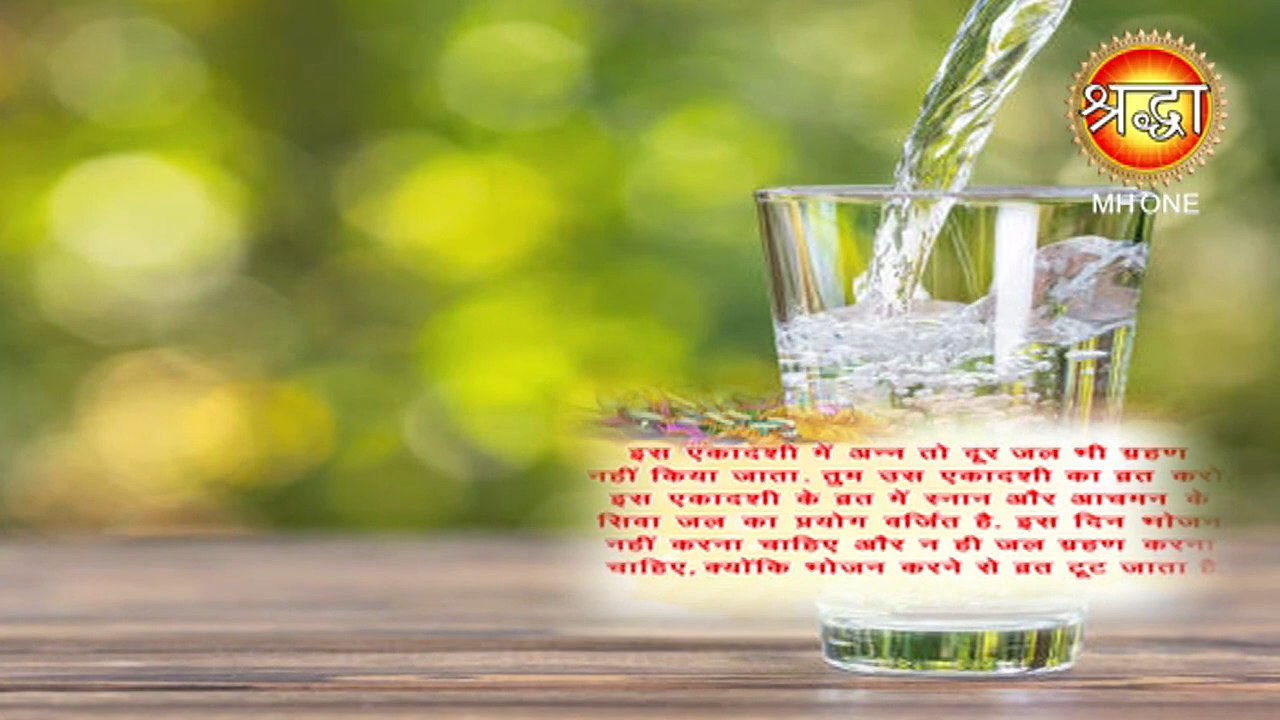 श्रद्धा
MH ONE
इस एकादशी में अन्न तो दूर जल भी ग्रहण
नहीं किया जाता. तुम उस एकादशी का व्रत करो
इस एकादशी के व्रत में स्नान और आचमन के
सिवा जल का प्रयोग वर्जित है. इस दिन भोजन
नहीं करना चाहिए और न ही जल ग्रहण करना
चाहिए, क्योंकि भोजन करने से व्रत टूट जाता है